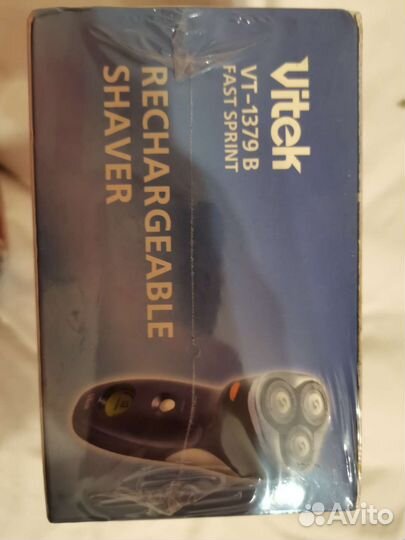 Vitek
VT-1379 B
FAST SPRINT
RECHARGEABLE
SHAVER
Avito